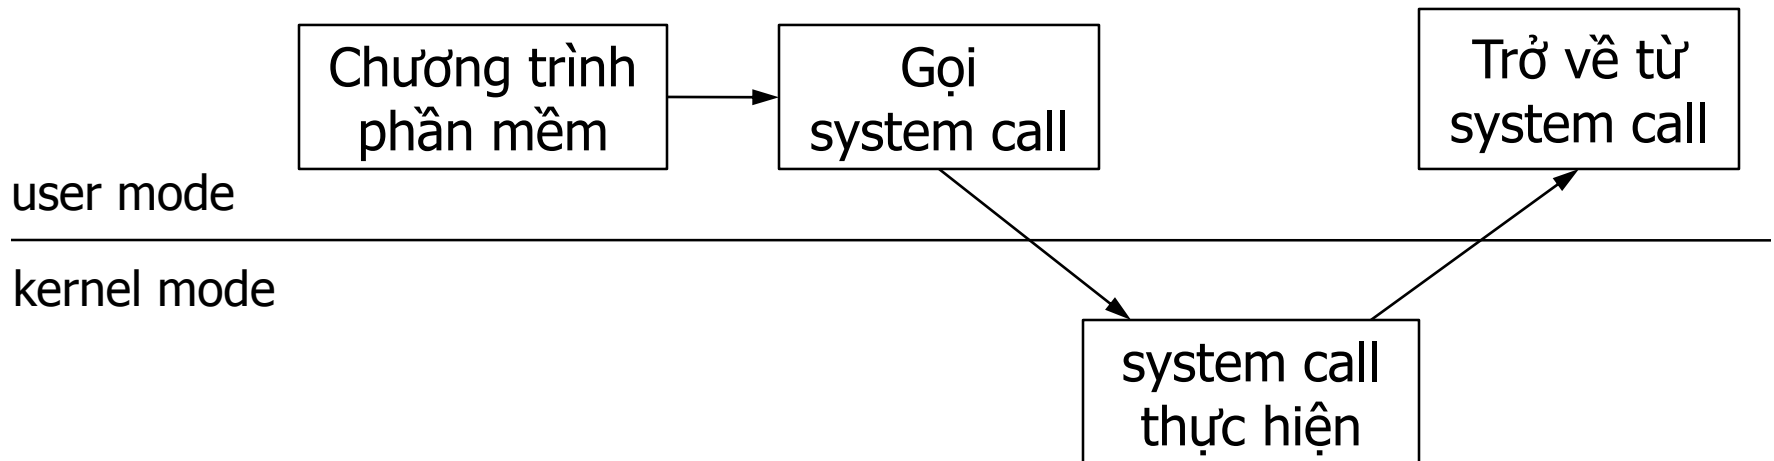 Chương trình
phần mềm
Gọi
system call
Trở về từ
system call
user mode
kernel mode
system call
thực hiện